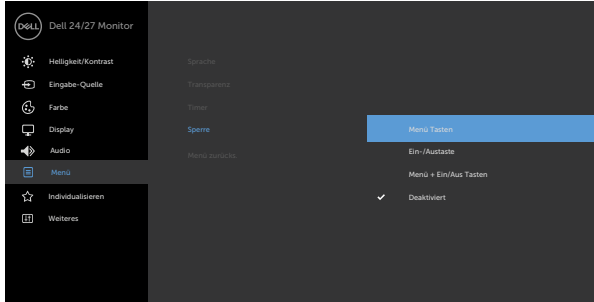 DELL Dell 24/27 Monitor
Helligkeit/Kontrast
Eingabe-Quelle
Farbe
Display
Audio
Menü
Individualisieren
Weiteres
Sprache
Transparenz
Timer
Sperre
Menü zurücks.
Menü Tasten
Ein-/Austaste
Menü + Ein/Aus Tasten
Deaktiviert